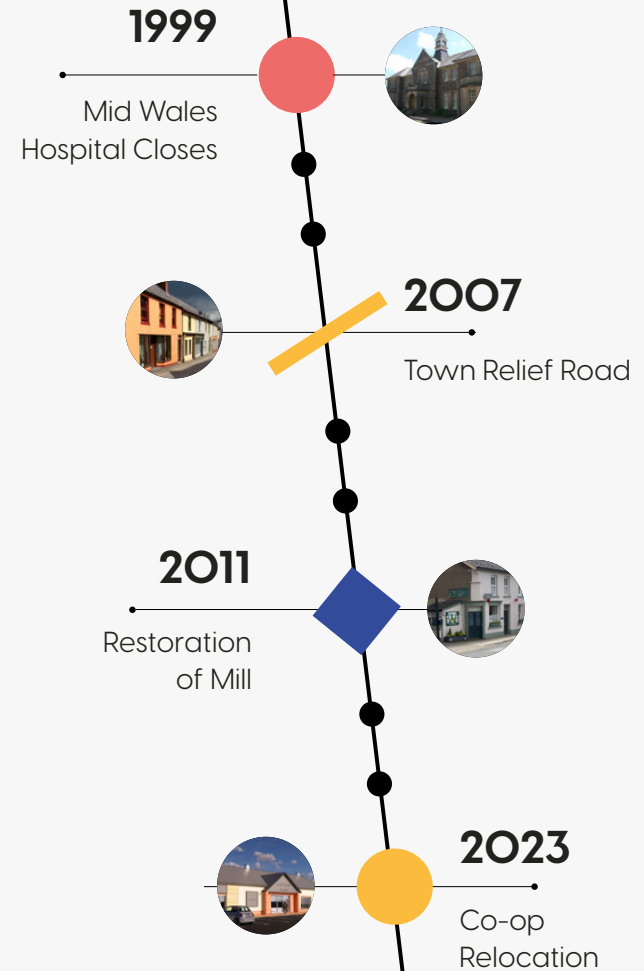 1999
Mid Wales
Hospital Closes
2007
Town Relief Road
2011
Restoration
of Mill
2023
Co-op
Relocation